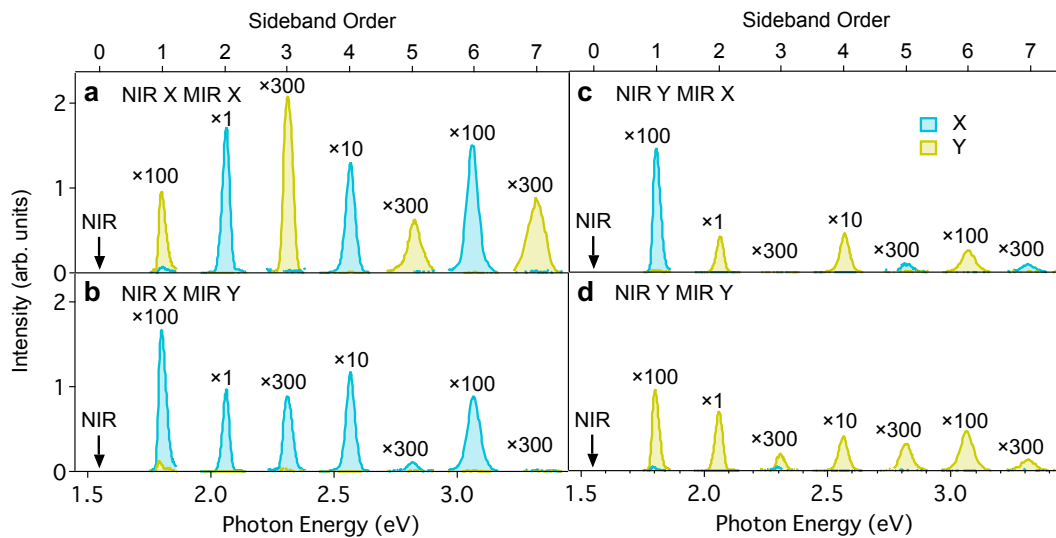 Sideband Order Sideband Order
0 1 2 3 4 5 6 7 0 1 2 3 4 5 6 7
a NIR X MIR X ×300 c NIR Y MIR X
2 ×1 ×100 X
×10 ×100 Y
×100 ×300 ×1 ×10
1 ×300 ×300 ×300 ×100 ×300
NIR NIR
0
b NIR X MIR Y d NIR Y MIR Y
2 ×100
×10 ×100
×1 ×300 ×100 ×1
1 ×10 ×300 ×100
NIR ×300 ×300 NIR ×300 ×300
0
1.5 2.0 2.5 3.0 1.5 2.0 2.5 3.0
Photon Energy (eV) Photon Energy (eV)
Intensity (arb. units)